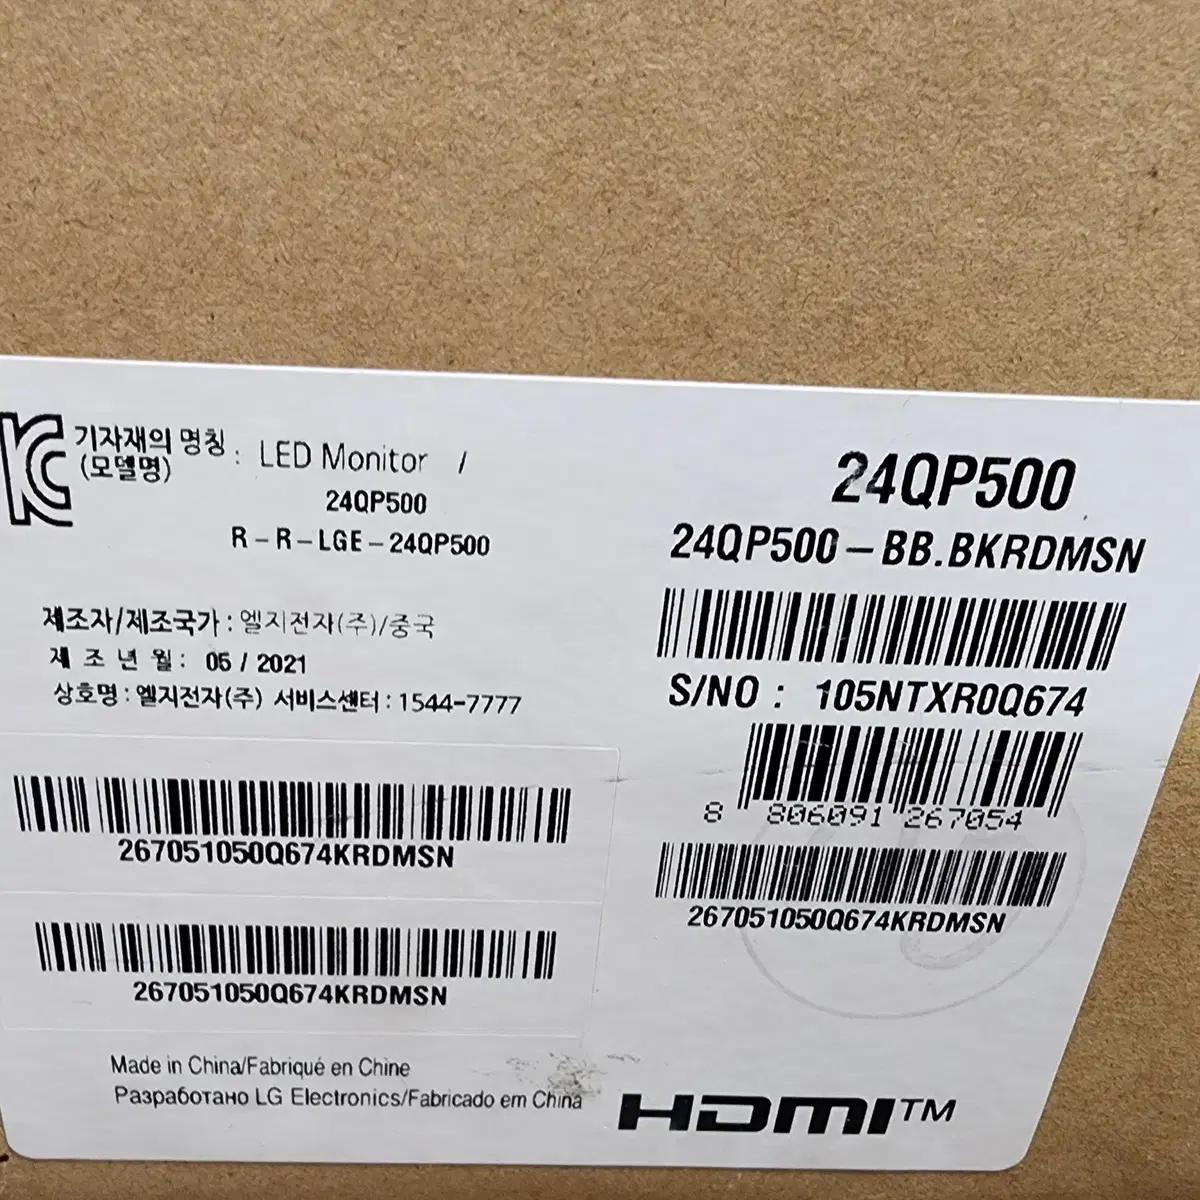 KC 기자재의 명칭 : LED Monitor /
(모델명)
24QP500
R-R-LGE-24QP500
제조자/제조국가 : 엘지전자(주)/중국
제 조 년 월 : 05 / 2021
상호명 : 엘지전자(주) 서비스센터 : 1544-7777
267051050Q674KRDMSN
267051050Q674KRDMSN
Made in China/Fabriqué en Chine
Разработано LG Electronics/Fabricado em China
24QP500
24QP500-BB.BKRDMSN
S/NO : 105NTXR0Q674
8 806091 267054
267051050Q674KRDMSN
HDMI™